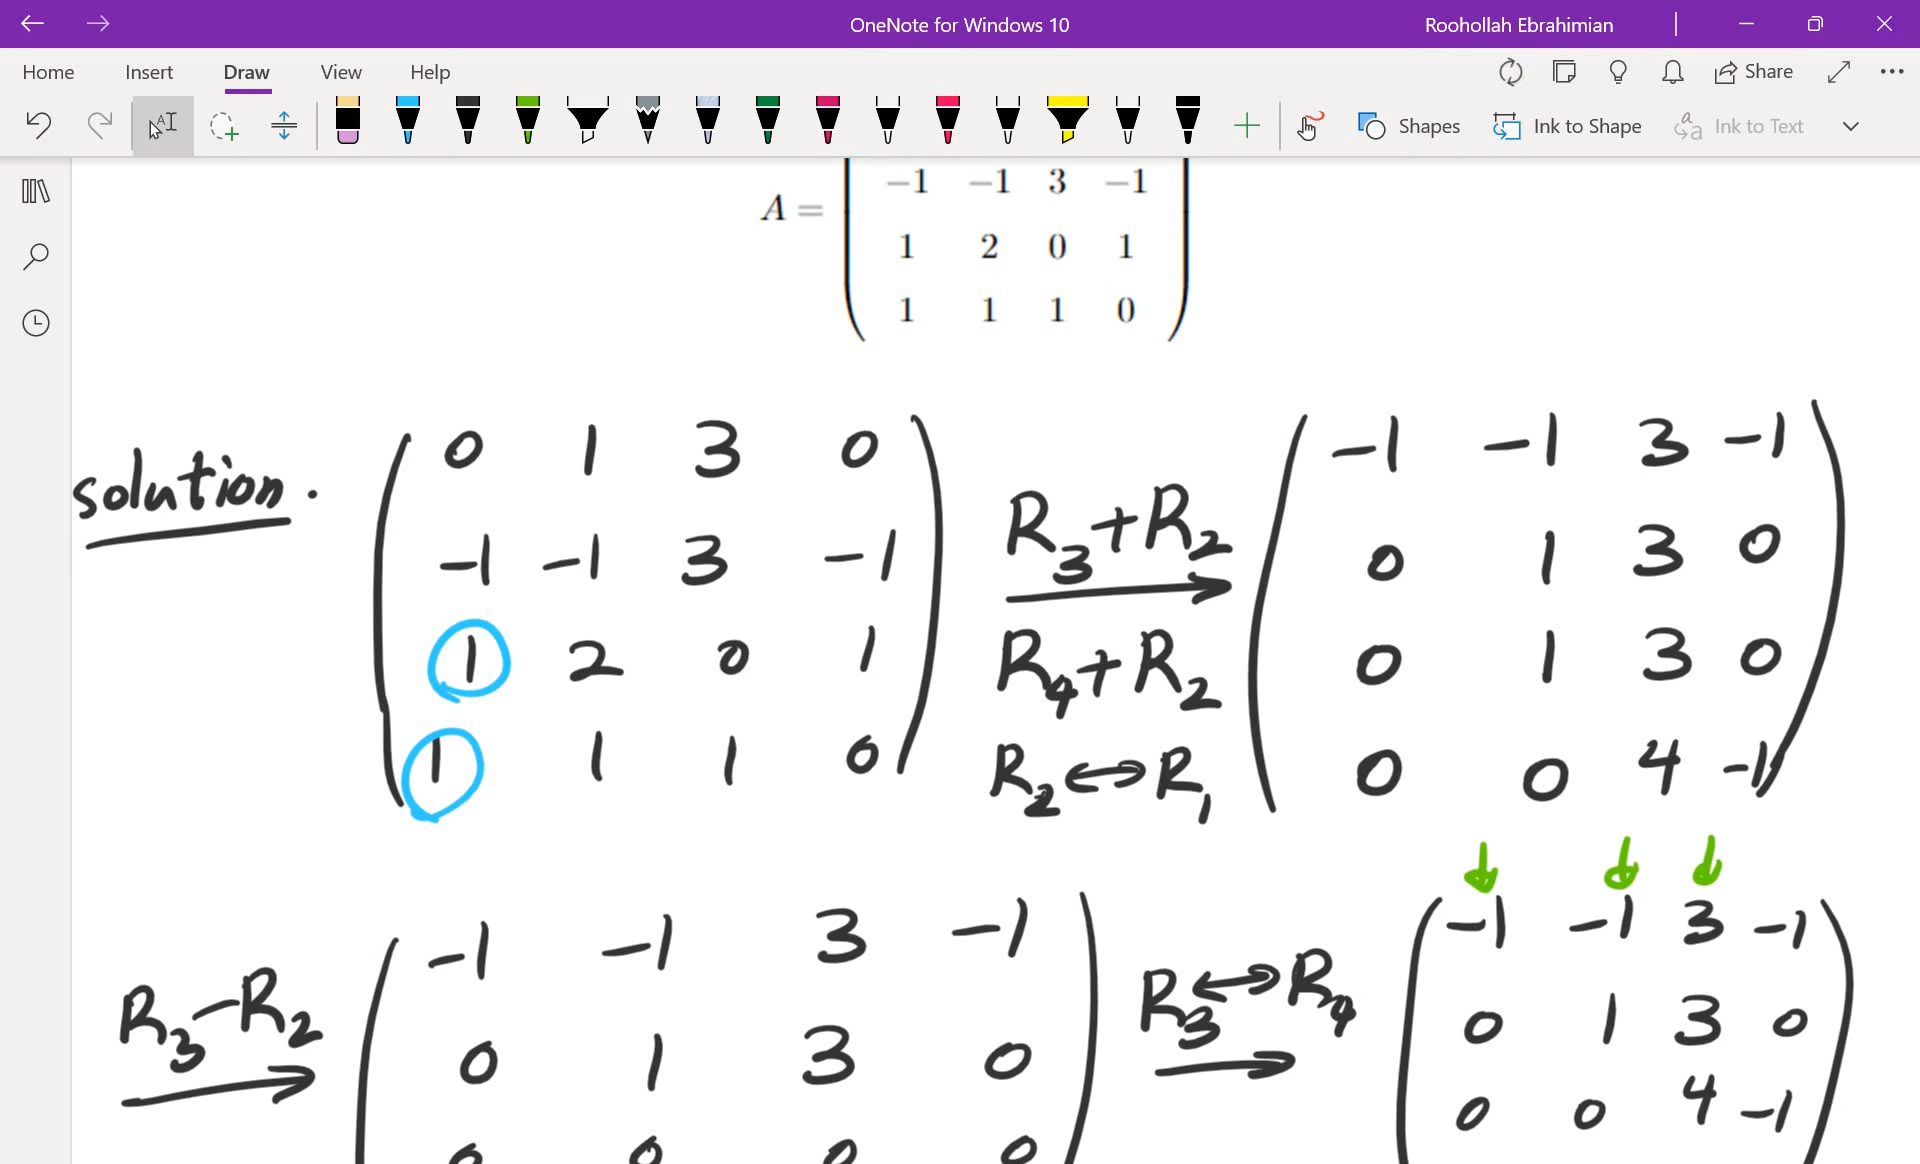 OneNote for Windows 10 Roohollah Ebrahimian
Home Insert Draw View Help Share
Shapes Ink to Shape Ink to Text
A =
-1 -1 3 -1
1 2 0 1
1 1 1 0
solution.
0 1 3 0
-1 -1 3 -1
1 2 0 1
1 1 1 0
R3+R2
R4+R2
R2↔R1
-1 -1 3 -1
0 1 3 0
0 1 3 0
0 0 4 -1
R3-R2
-1 -1 3 -1
0 1 3 0
0 0 0 0
R3↔R4
-1 -1 3 -1
0 1 3 0
0 0 4 -1